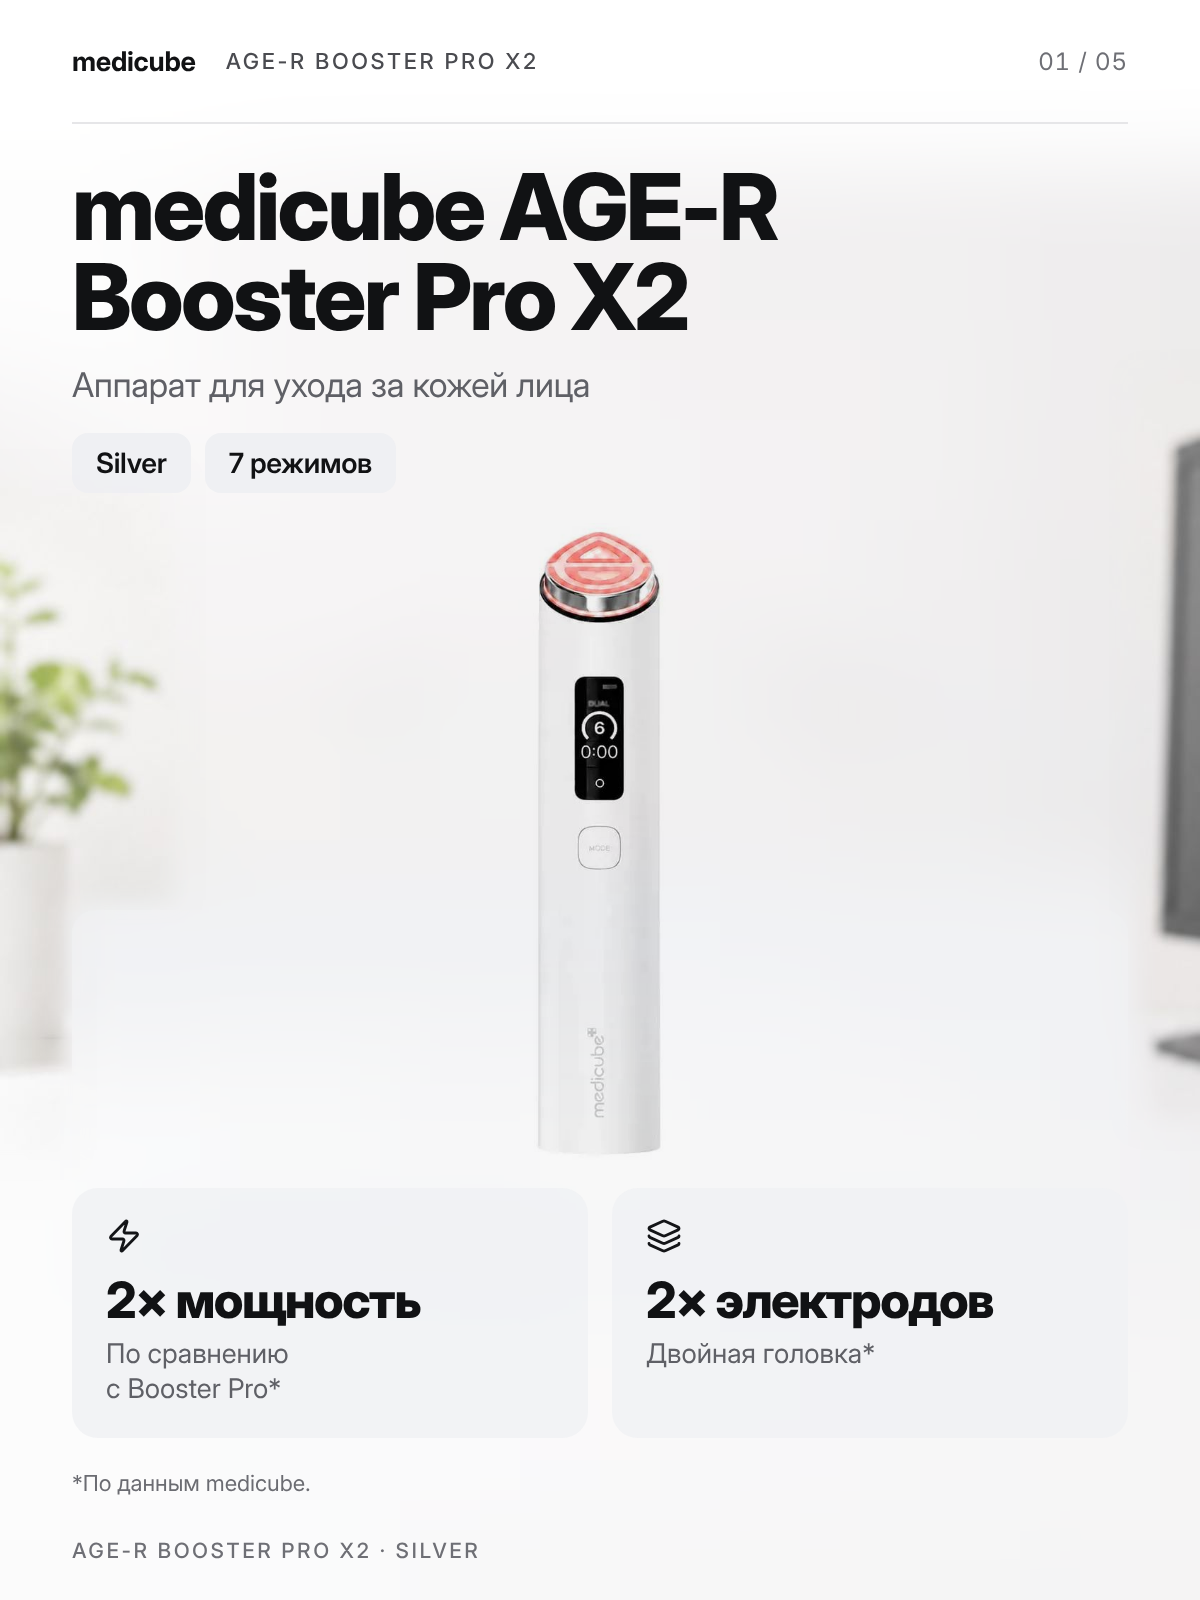 medicube AGE-R BOOSTER PRO X2 01 / 05
medicube AGE-R
Booster Pro X2
Аппарат для ухода за кожей лица
Silver 7 режимов
DUAL
6
0:00
MODE
medicube
2× мощность
По сравнению
с Booster Pro*
2× электродов
Двойная головка*
*По данным medicube.
AGE-R BOOSTER PRO X2 · SILVER